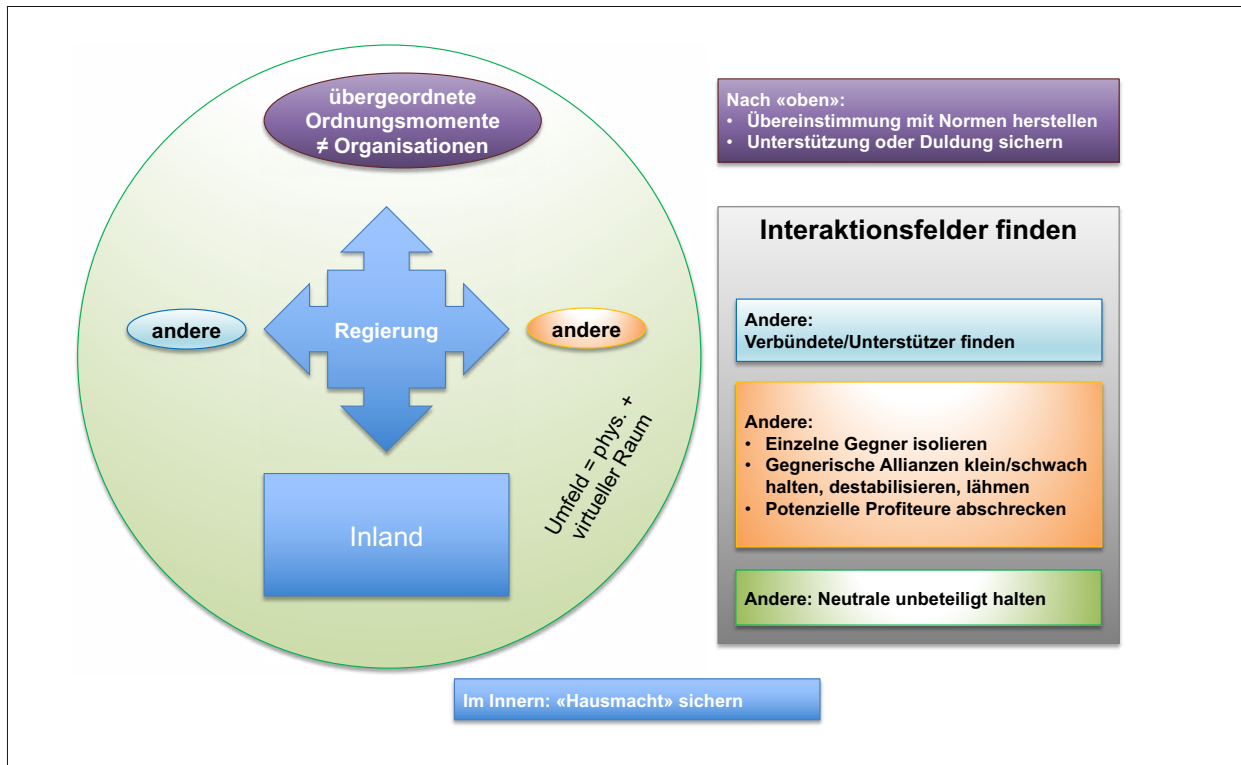 übergeordnete
Ordnungsmomente
≠ Organisationen
andere
Regierung
andere
Umfeld = phys. +
virtueller Raum
Inland
Nach «oben»:
• Übereinstimmung mit Normen herstellen
• Unterstützung oder Duldung sichern
Interaktionsfelder finden
Andere:
Verbündete/Unterstützer finden
Andere:
• Einzelne Gegner isolieren
• Gegnerische Allianzen klein/schwach
halten, destabilisieren, lähmen
• Potenzielle Profiteure abschrecken
Andere: Neutrale unbeteiligt halten
Im Innern: «Hausmacht» sichern